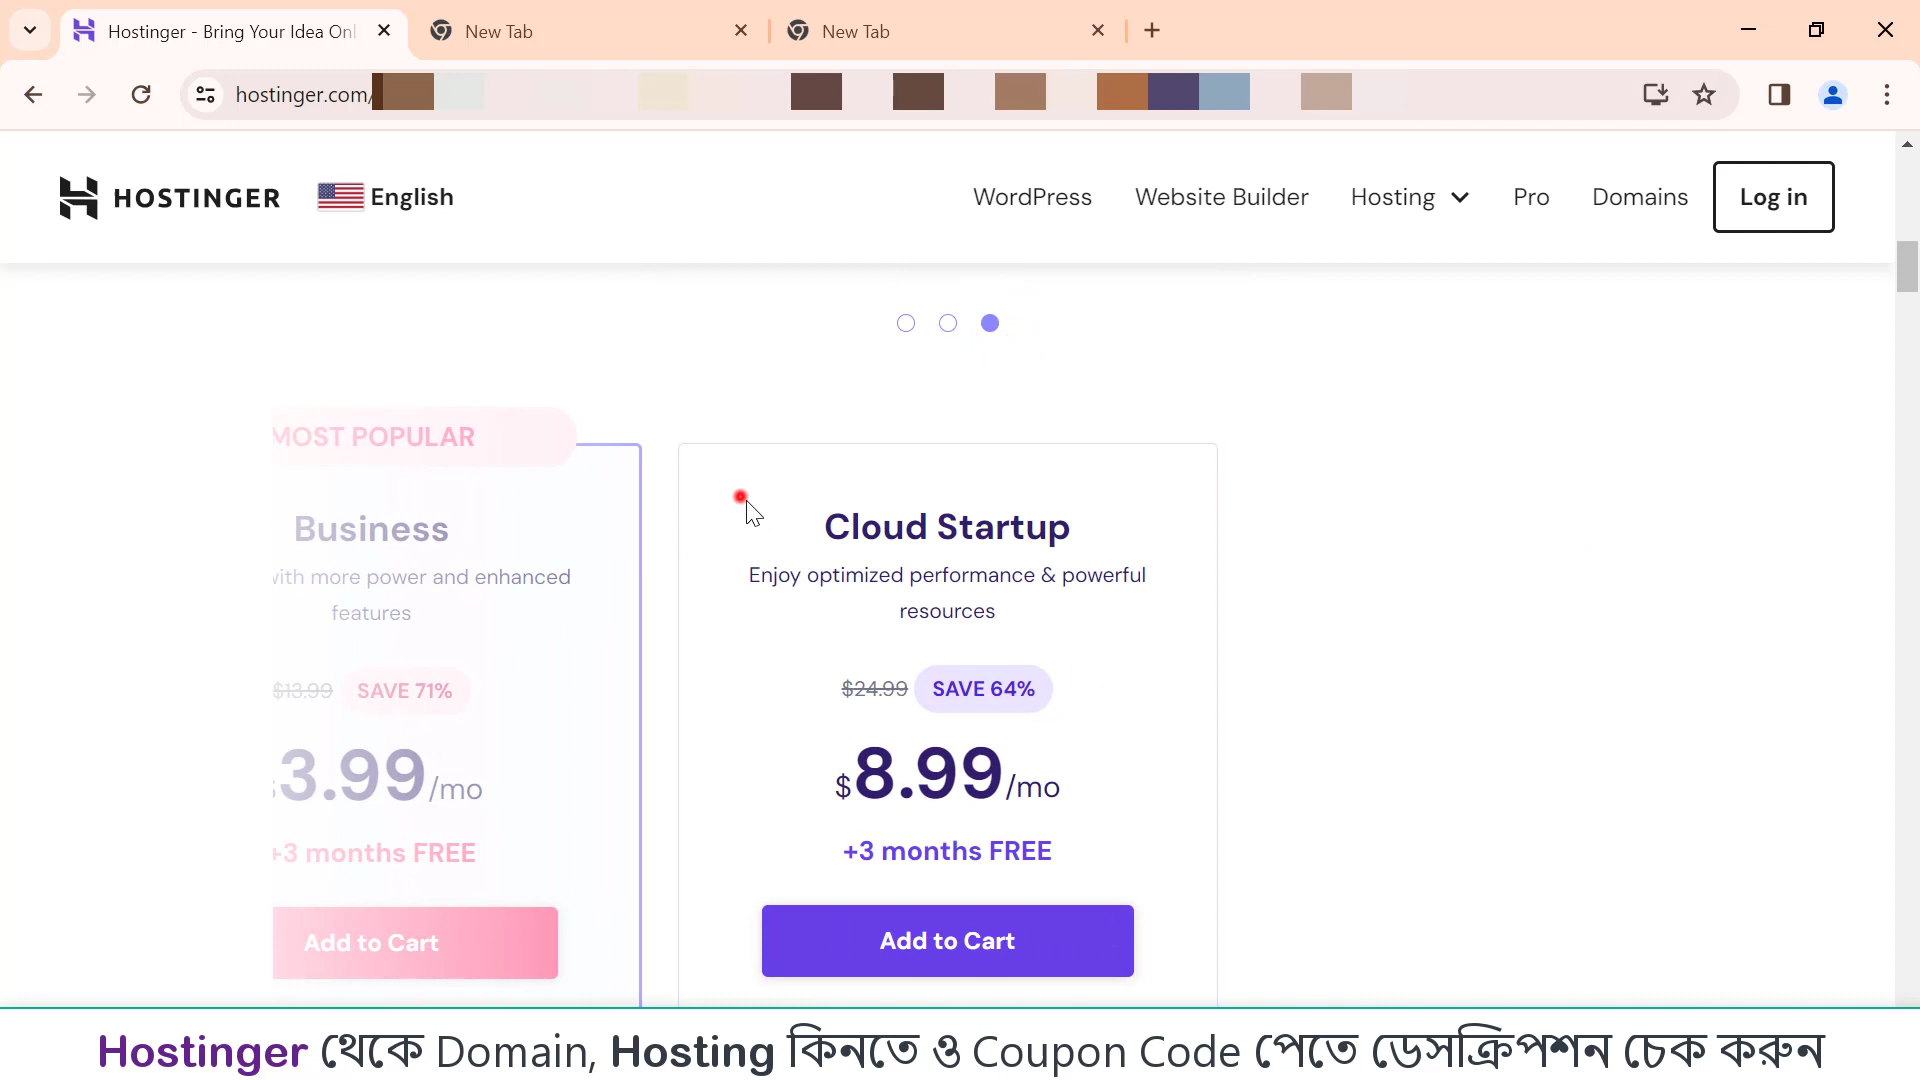 Hostinger - Bring Your Idea Onl
New Tab
New Tab
hostinger.com/
HOSTINGER
English
WordPress
Website Builder
Hosting
Pro
Domains
Log in
MOST POPULAR
Business
with more power and enhanced
features
$13.99 SAVE 71%
$3.99/mo
+3 months FREE
Add to Cart
Cloud Startup
Enjoy optimized performance & powerful
resources
$24.99 SAVE 64%
$8.99/mo
+3 months FREE
Add to Cart
Hostinger থেকে Domain, Hosting কিনতে ও Coupon Code পেতে ডেসক্রিপশন চেক করুন